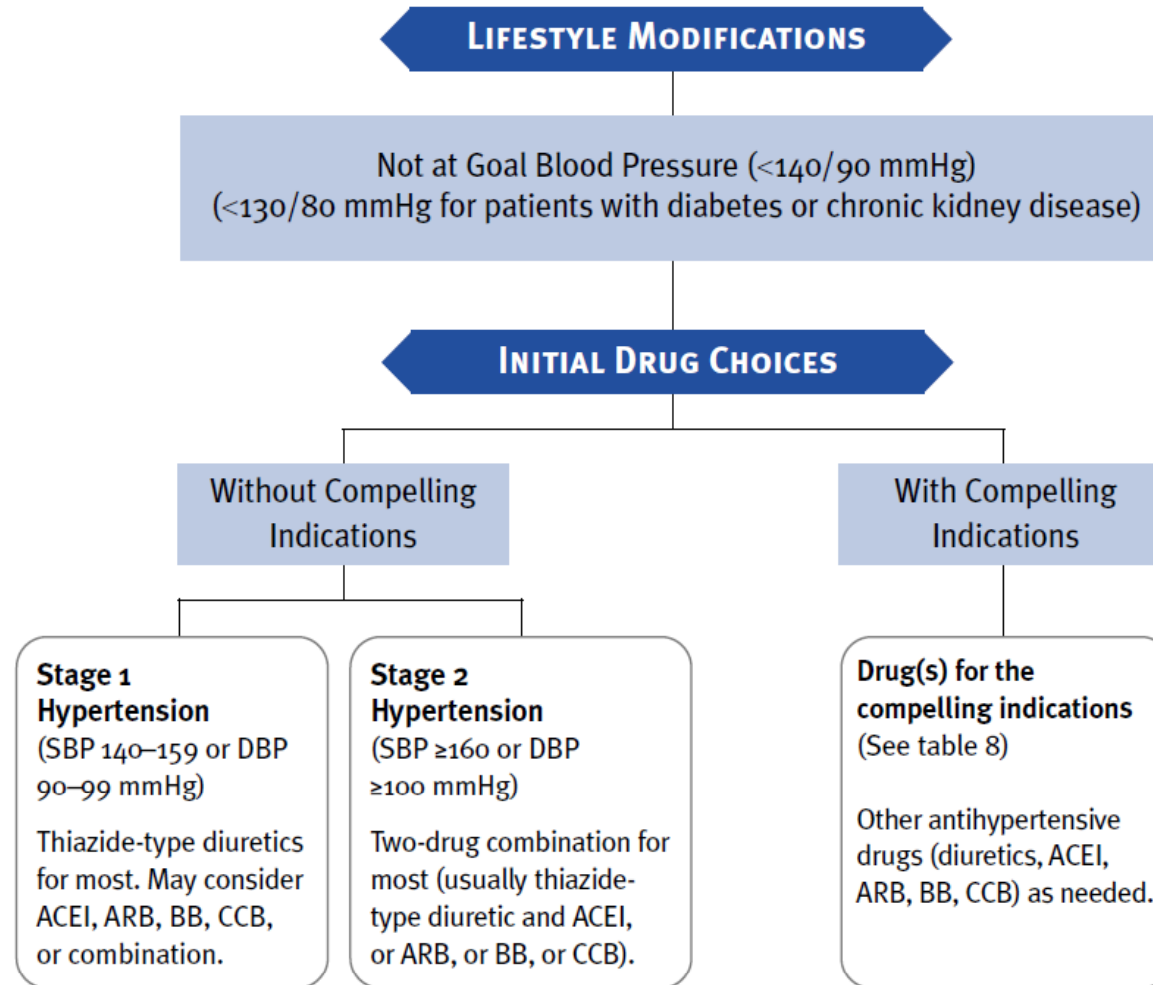 LIFESTYLE MODIFICATIONS
Not at Goal Blood Pressure (<140/90 mmHg)
(<130/80 mmHg for patients with diabetes or chronic kidney disease)
INITIAL DRUG CHOICES
Without Compelling
Indications
With Compelling
Indications
Stage 1
Hypertension
(SBP 140–159 or DBP
90–99 mmHg)
Thiazide-type diuretics
for most. May consider
ACEI, ARB, BB, CCB,
or combination.
Stage 2
Hypertension
(SBP ≥160 or DBP
≥100 mmHg)
Two-drug combination for
most (usually thiazide-
type diuretic and ACEI,
or ARB, or BB, or CCB).
Drug(s) for the
compelling indications
(See table 8)
Other antihypertensive
drugs (diuretics, ACEI,
ARB, BB, CCB) as needed.